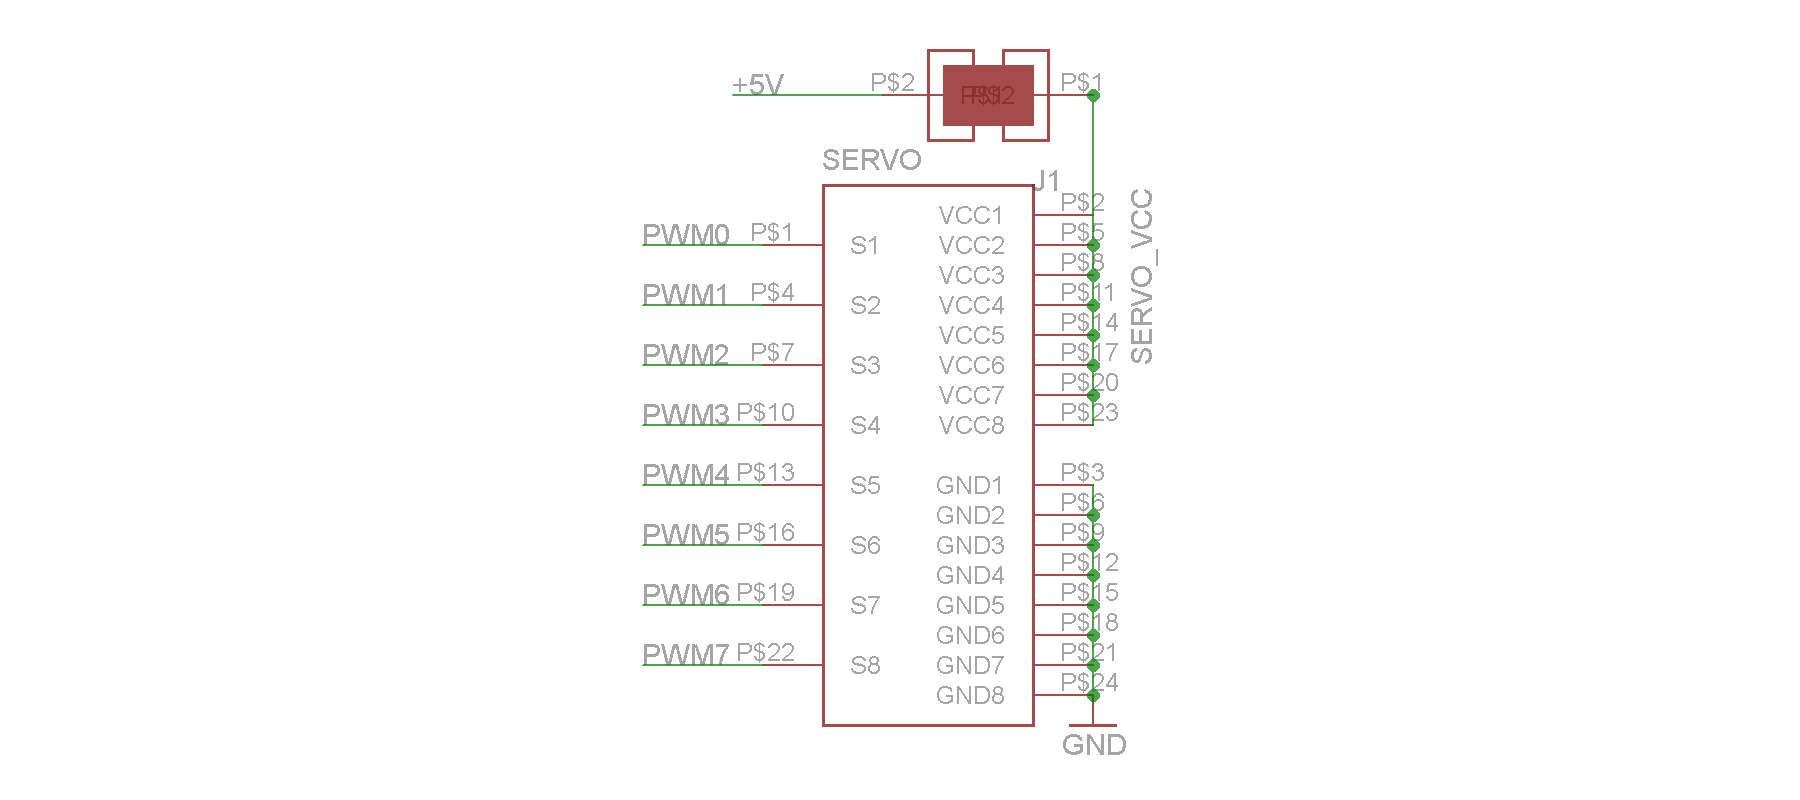 +5V P$2 P$1
SERVO
J1
PWM0 P$1 S1
PWM1 P$4 S2
PWM2 P$7 S3
PWM3 P$10 S4
PWM4 P$13 S5
PWM5 P$16 S6
PWM6 P$19 S7
PWM7 P$22 S8
VCC1 P$2
VCC2 P$5
VCC3 P$8
VCC4 P$11
VCC5 P$14
VCC6 P$17
VCC7 P$20
VCC8 P$23
SERVO_VCC
GND1 P$3
GND2 P$6
GND3 P$9
GND4 P$12
GND5 P$15
GND6 P$18
GND7 P$21
GND8 P$24
GND